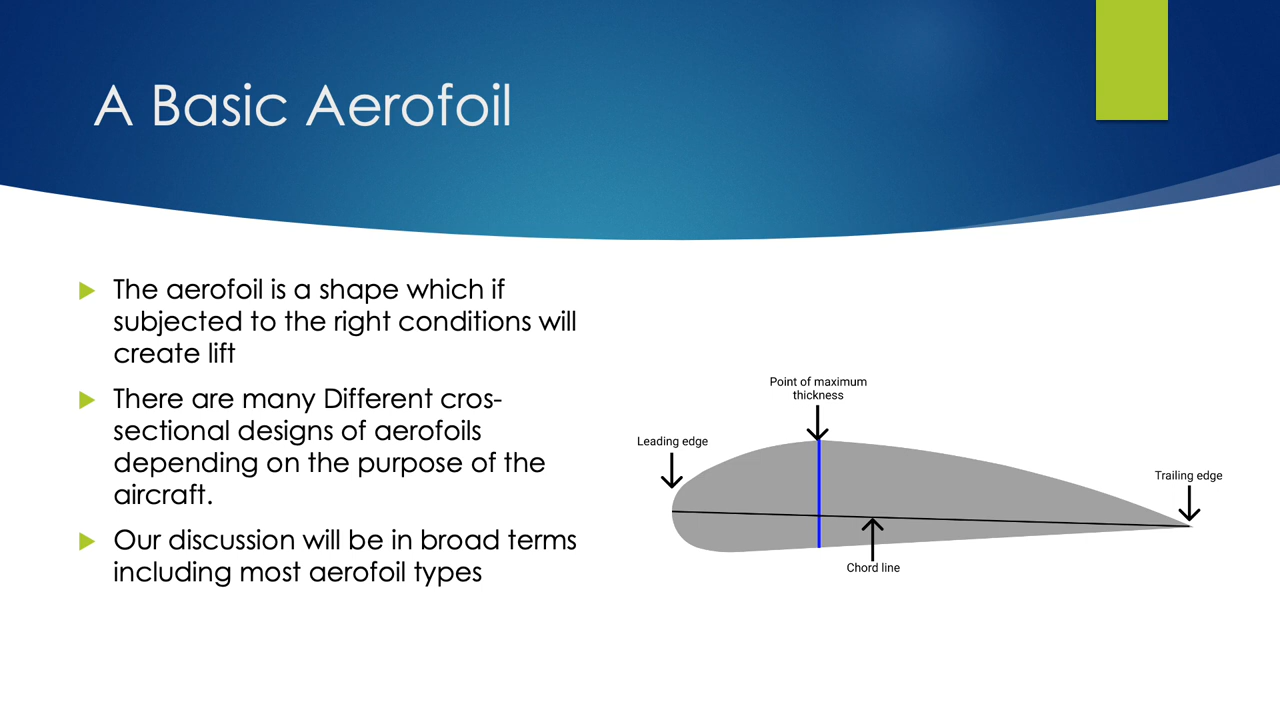 A Basic Aerofoil
The aerofoil is a shape which if
subjected to the right conditions will
create lift
There are many Different cros-
sectional designs of aerofoils
depending on the purpose of the
aircraft.
Our discussion will be in broad terms
including most aerofoil types
Point of maximum
thickness
Leading edge
Trailing edge
Chord line